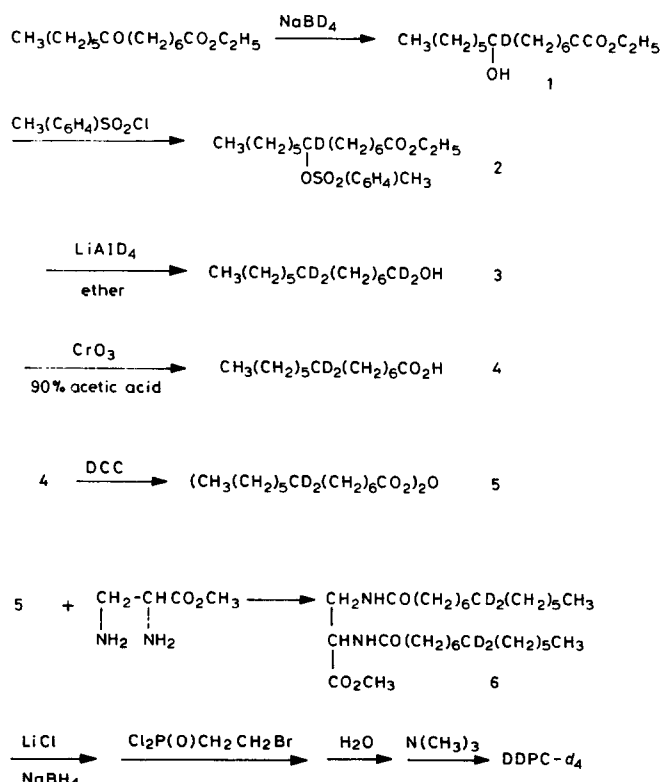 NaBD4
CH3(CH2)5CO(CH2)6CO2C2H5 CH3(CH2)5CD(CH2)6CCO2C2H5
OH 1
CH3(C6H4)SO2Cl
CH3(CH2)5CD(CH2)6CO2C2H5
OSO2(C6H4)CH3 2
LiAlD4
CH3(CH2)5CD2(CH2)6CD2OH 3
ether
CrO3
CH3(CH2)5CD2(CH2)6CO2H 4
90% acetic acid
4 DCC (CH3(CH2)5CD2(CH2)6CO2)2O 5
5 + CH2-CHCO2CH3 CH2NHCO(CH2)6CD2(CH2)5CH3
NH2 NH2 CHNHCO(CH2)6CD2(CH2)5CH3
CO2CH3 6
LiCl Cl2P(O)CH2CH2Br H2O N(CH3)3 DDPC-d4
NaBH4